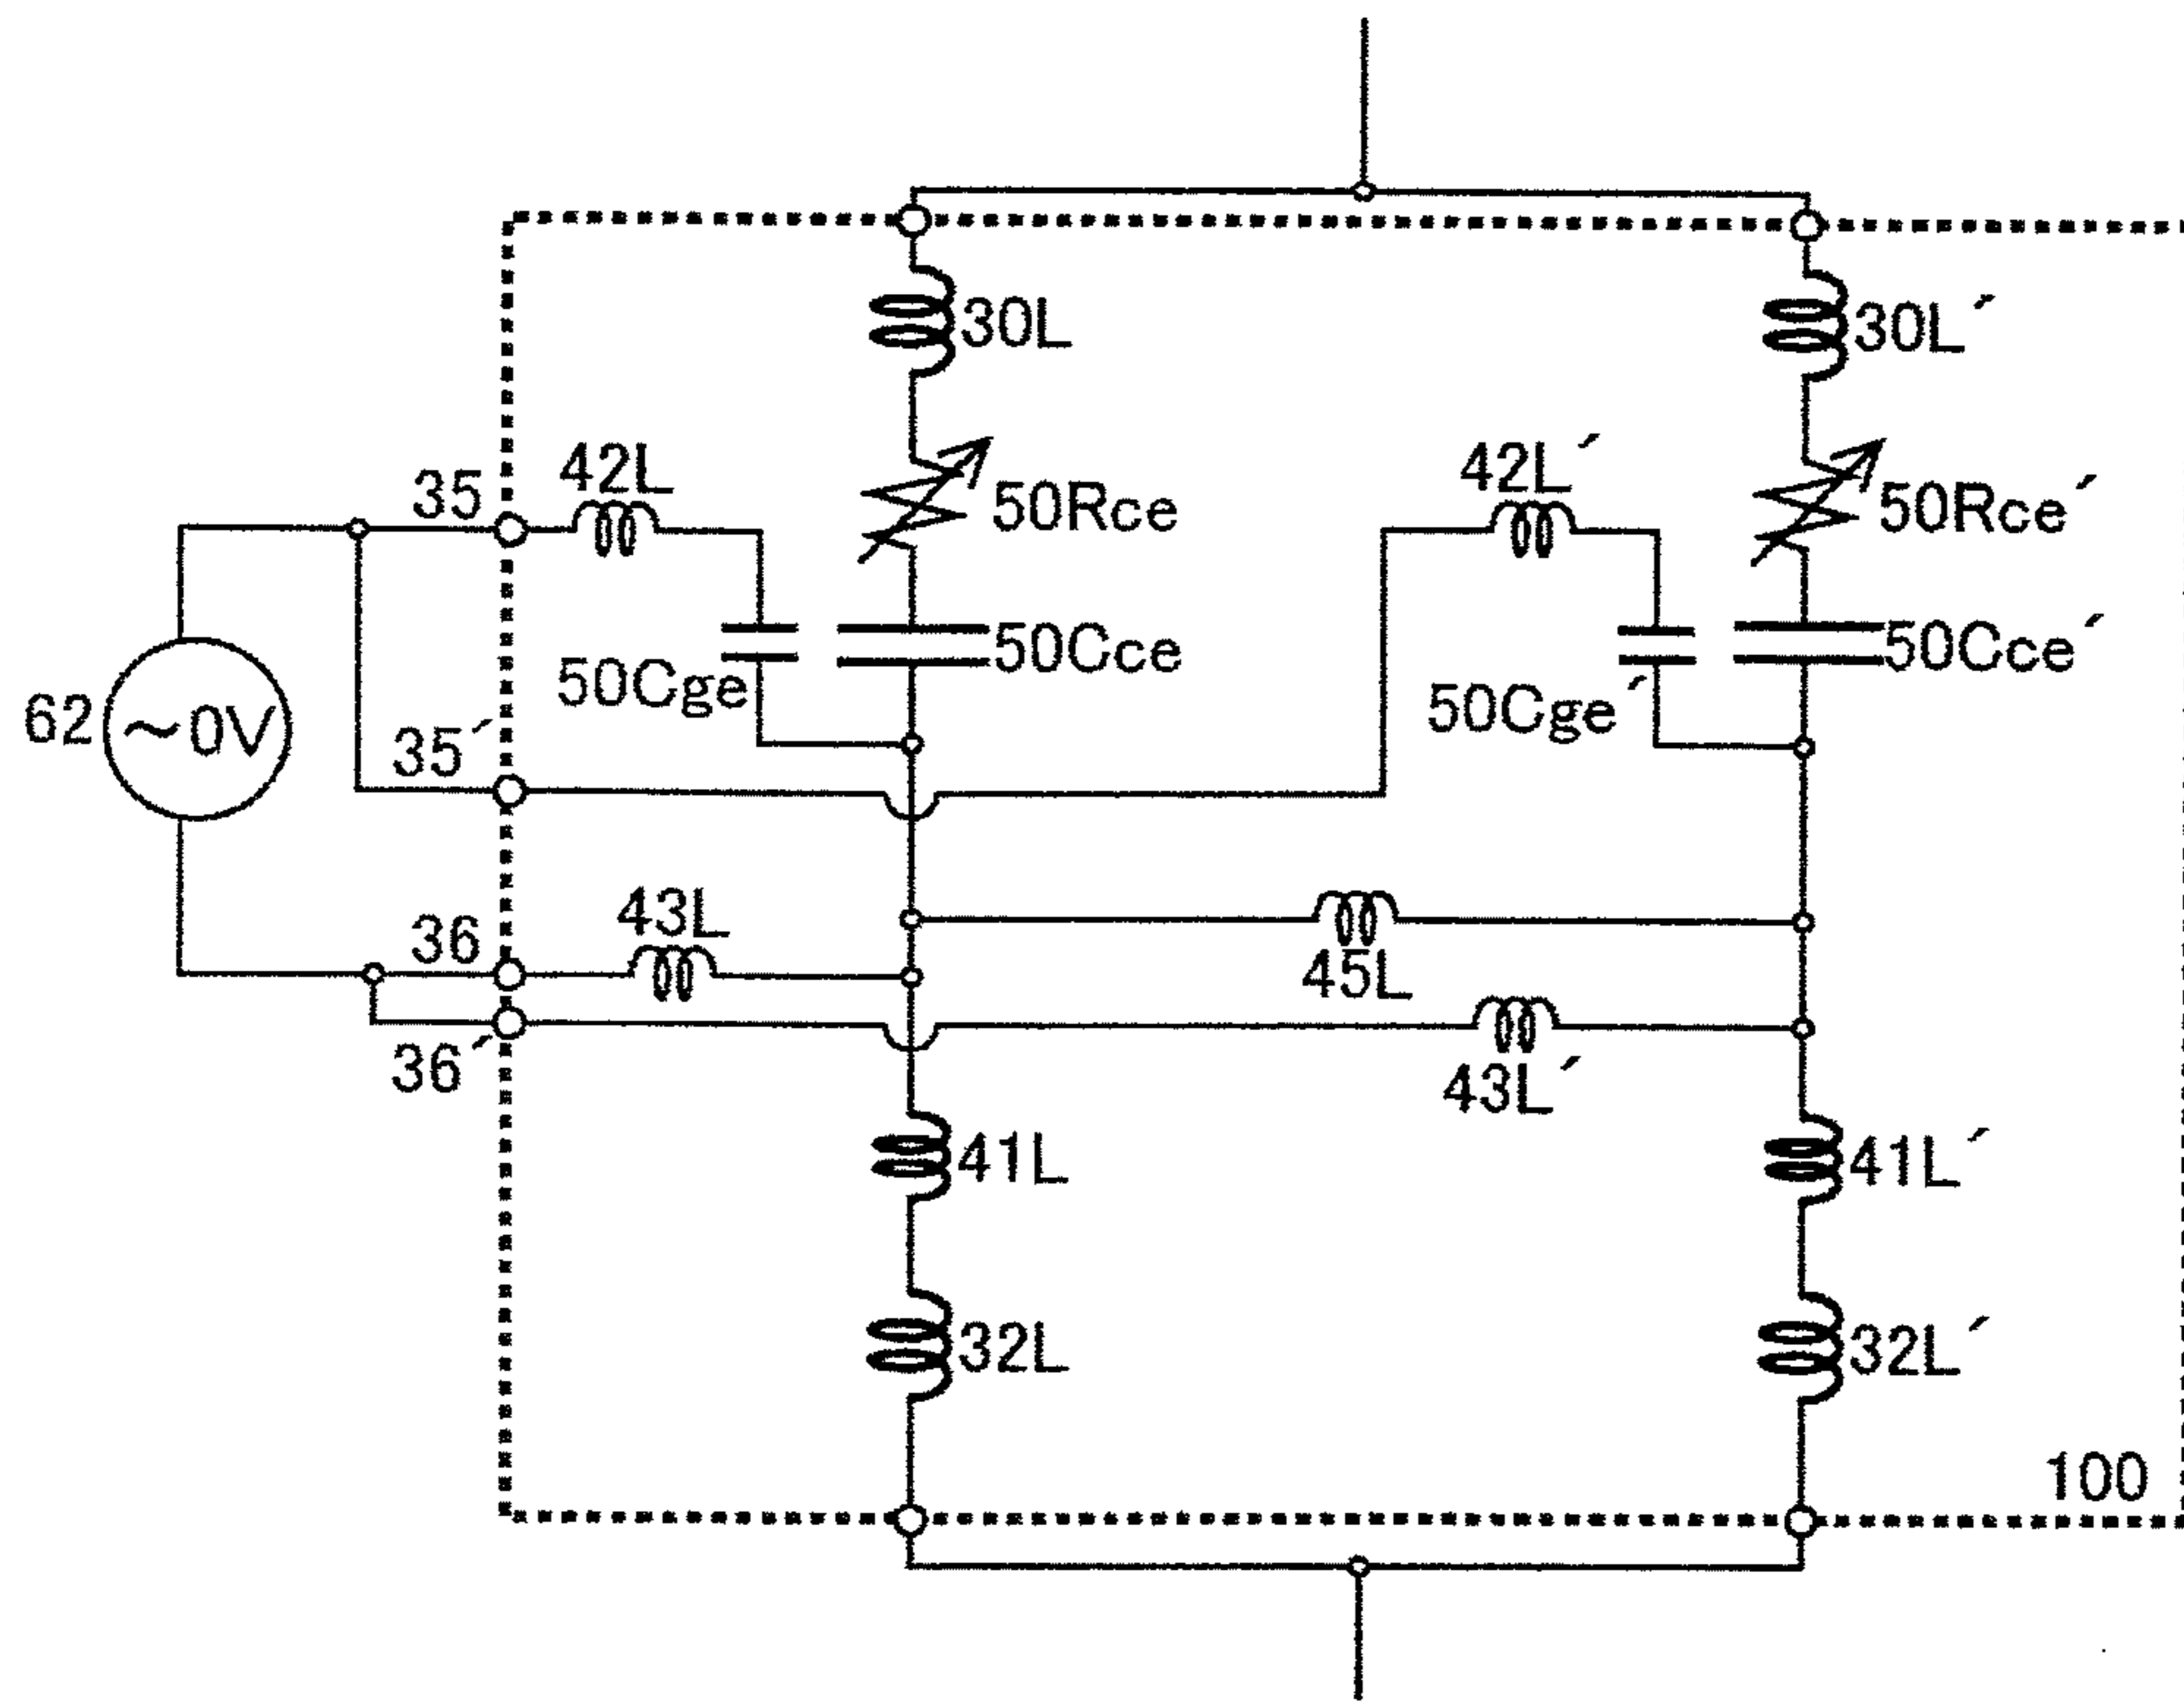 30L
30L´
42L
42L´
35
50Rce
50Rce´
50Cce
50Cce´
50Cge
50Cge´
62
~0V
35´
43L
36
45L
36´
43L´
41L
41L´
32L
32L´
100